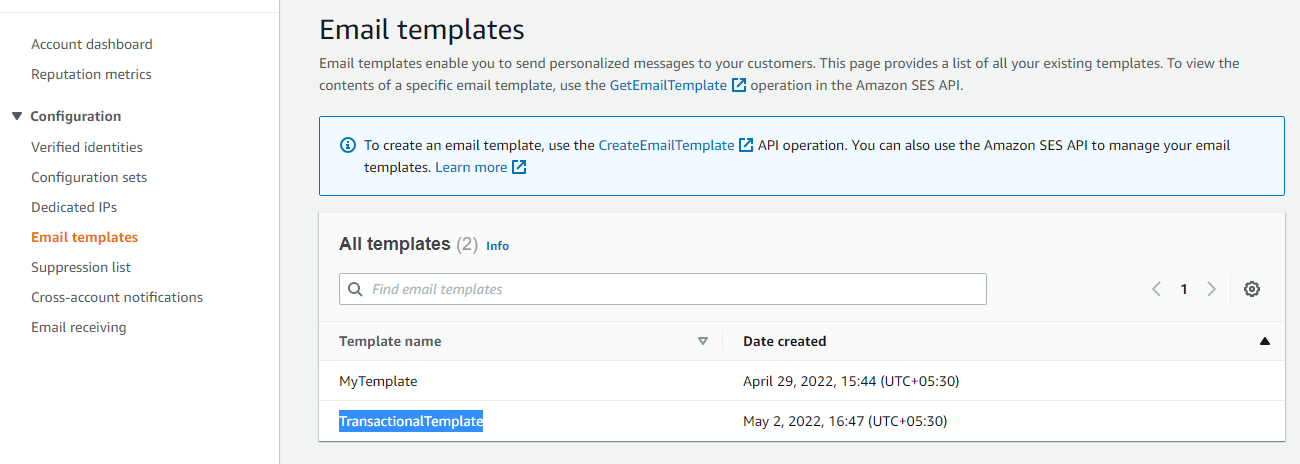 Account dashboard
Reputation metrics
Configuration
Verified identities
Configuration sets
Dedicated IPs
Email templates
Suppression list
Cross-account notifications
Email receiving
Email templates
Email templates enable you to send personalized messages to your customers. This page provides a list of all your existing templates. To view the
contents of a specific email template, use the GetEmailTemplate operation in the Amazon SES API.
To create an email template, use the CreateEmailTemplate API operation. You can also use the Amazon SES API to manage your email
templates. Learn more
All templates (2) Info
Find email templates
1
Template name Date created
MyTemplate April 29, 2022, 15:44 (UTC+05:30)
TransactionalTemplate May 2, 2022, 16:47 (UTC+05:30)